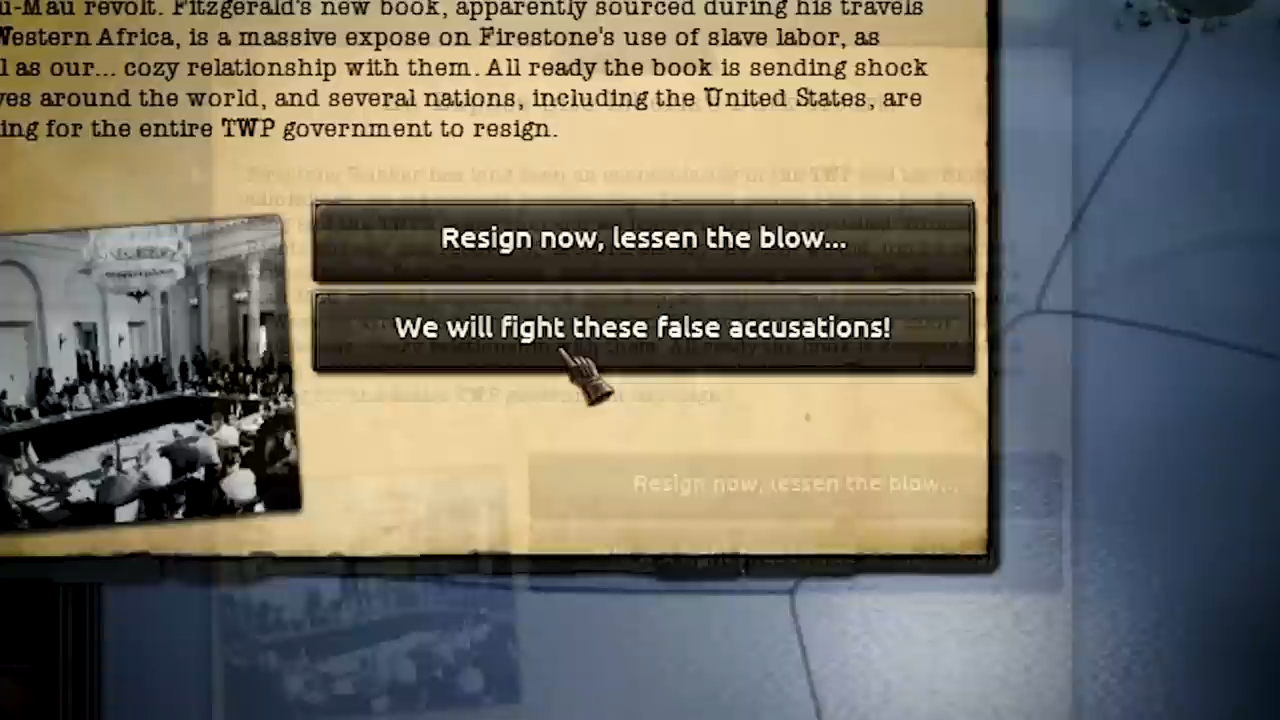 u-Mau revolt. Fitzgerald's new book, apparently sourced during his travels
Western Africa, is a massive expose on Firestone's use of slave labor, as
l as our... cozy relationship with them. All ready the book is sending shock
ves around the world, and several nations, including the United States, are
ing for the entire TWP government to resign.
Resign now, lessen the blow...
We will fight these false accusations!
Resign now, lessen the blow...